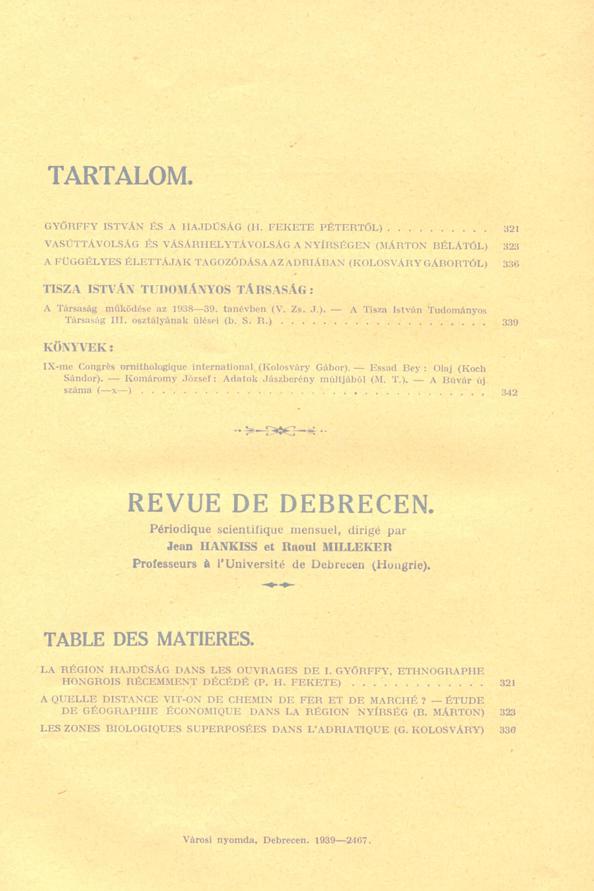 TARTALOM.
GYŐRFFY ISTVÁN ÉS A HAJDÚSÁG (H. FEKETE PÉTERTŐL) . . . . . . . . . . 321
VASÚTTÁVOLSÁG ÉS VÁSÁRHELYTÁVOLSÁG A NYÍRSÉGEN (MÁRTON BÉLÁTÓL) 323
A FÜGGÉLYES ÉLETTÁJAK TAGOZÓDÁSA AZ ADRIÁBAN (KOLOSVÁRY GÁBORTÓL) 336
TISZA ISTVÁN TUDOMÁNYOS TÁRSASÁG:
A Társaság működése az 1938—39. tanévben (V. Zs. J.). — A Tisza István Tudományos
Társaság III. osztályának ülései (b. S. R.) . . . . . . . . . . . . . . . . . . . . 339
KÖNYVEK:
IX-me Congrès ornithologique international (Kolosváry Gábor). — Essad Bey: Olaj (Koch
Sándor). — Komáromy József: Adatok Jászberény múltjából (M. T.). — A Búvár új
száma (—x—) . . . . . . . . . . . . . . . . . . . . . . . . . . . . . . . . . 342
REVUE DE DEBRECEN.
Périodique scientifique mensuel, dirigé par
Jean HANKISS et Raoul MILLEKER
Professeurs à l'Université de Debrecen (Hongrie).
TABLE DES MATIERES.
LA RÉGION HAJDÚSÁG DANS LES OUVRAGES DE I. GYŐRFFY, ETHNOGRAPHE
HONGROIS RÉCEMMENT DÉCÉDÉ (P. H. FEKETE) . . . . . . . . . . . . . 321
A QUELLE DISTANCE VIT-ON DE CHEMIN DE FER ET DE MARCHÉ? — ÉTUDE
DE GÉOGRAPHIE ÉCONOMIQUE DANS LA RÉGION NYÍRSÉG (B. MÁRTON) 323
LES ZONES BIOLOGIQUES SUPERPOSÉES DANS L'ADRIATIQUE (G. KOLOSVÁRY) 336
Városi nyomda, Debrecen. 1939—2467.